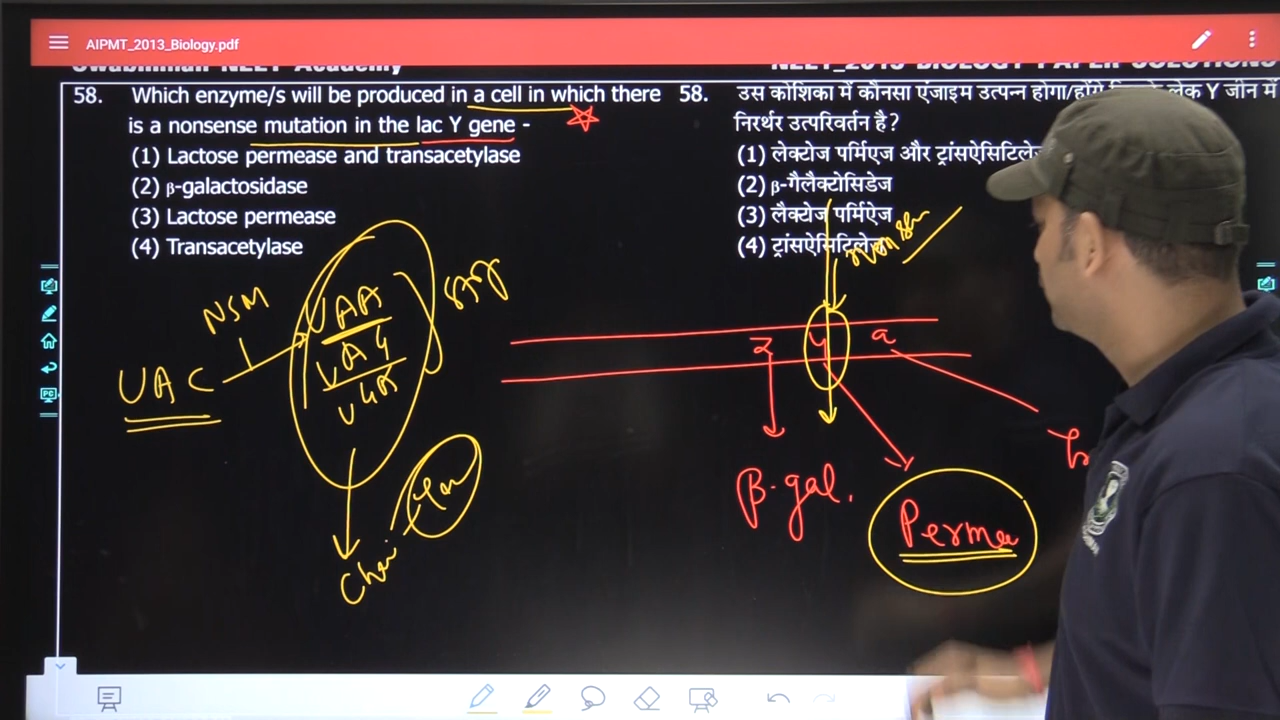 AIPMT_2013_Biology.pdf
58. Which enzyme/s will be produced in a cell in which there
is a nonsense mutation in the lac Y gene -
(1) Lactose permease and transacetylase
(2) β-galactosidase
(3) Lactose permease
(4) Transacetylase
58. उस कोशिका में कौनसा एंजाइम उत्पन्न होगा/होंगे लेक Y जीन में
निरर्थर उत्परिवर्तन है?
(1) लेक्टोज पर्मिएज और ट्रांसऐसिटिलेज
(2) β-गैलैक्टोसिडेज
(3) लैक्टोज पर्मिऐज
(4) ट्रांसऐसिटिलेज
NSM
UAC
UAA
UAG
UGA
z y a
β-gal.
Permea